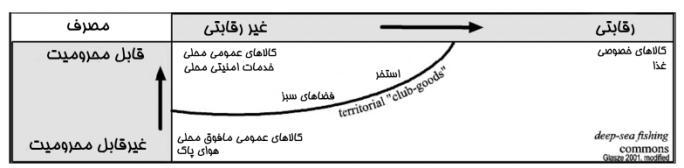 مصرف
غیر رقابتی
رقابتی
قابل محرومیت
کالاهای عمومی محلی
خدمات امنیتی محلی
کالاهای خصوصی
غذا
استخر
فضاهای سبز
territorial "club-goods"
غیرقابل محرومیت
کالاهای عمومی مافوق محلی
هوای پاک
deep-sea fishing
commons
Glasze 2001, modified